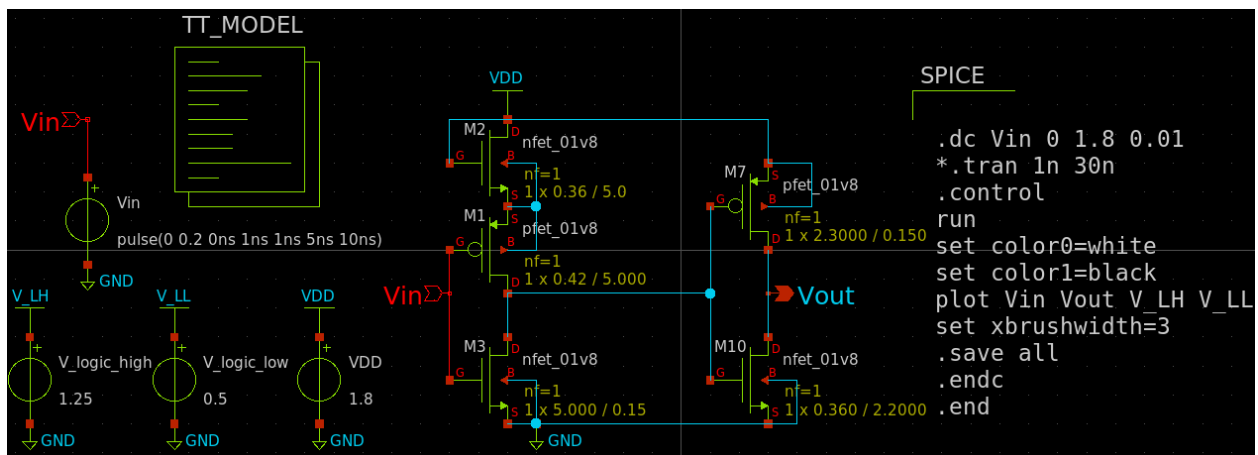 TT_MODEL
Vin
+
Vin
pulse(0 0.2 0ns 1ns 1ns 5ns 10ns)
GND
V_LH
+
V_logic_high
1.25
GND
V_LL
+
V_logic_low
0.5
GND
VDD
+
VDD
1.8
GND
VDD
M2
D
nfet_01v8
G
B
nf=1
S
1 x 0.36 / 5.0
M1
S
pfet_01v8
G
B
nf=1
D
1 x 0.42 / 5.000
Vin
M3
D
nfet_01v8
G
B
nf=1
S
1 x 5.000 / 0.15
GND
M7
S
pfet_01v8
G
B
nf=1
D
1 x 2.3000 / 0.150
Vout
M10
D
nfet_01v8
G
B
nf=1
S
1 x 0.360 / 2.2000
SPICE
.dc Vin 0 1.8 0.01
*.tran 1n 30n
.control
run
set color0=white
set color1=black
plot Vin Vout V_LH V_LL
set xbrushwidth=3
.save all
.endc
.end